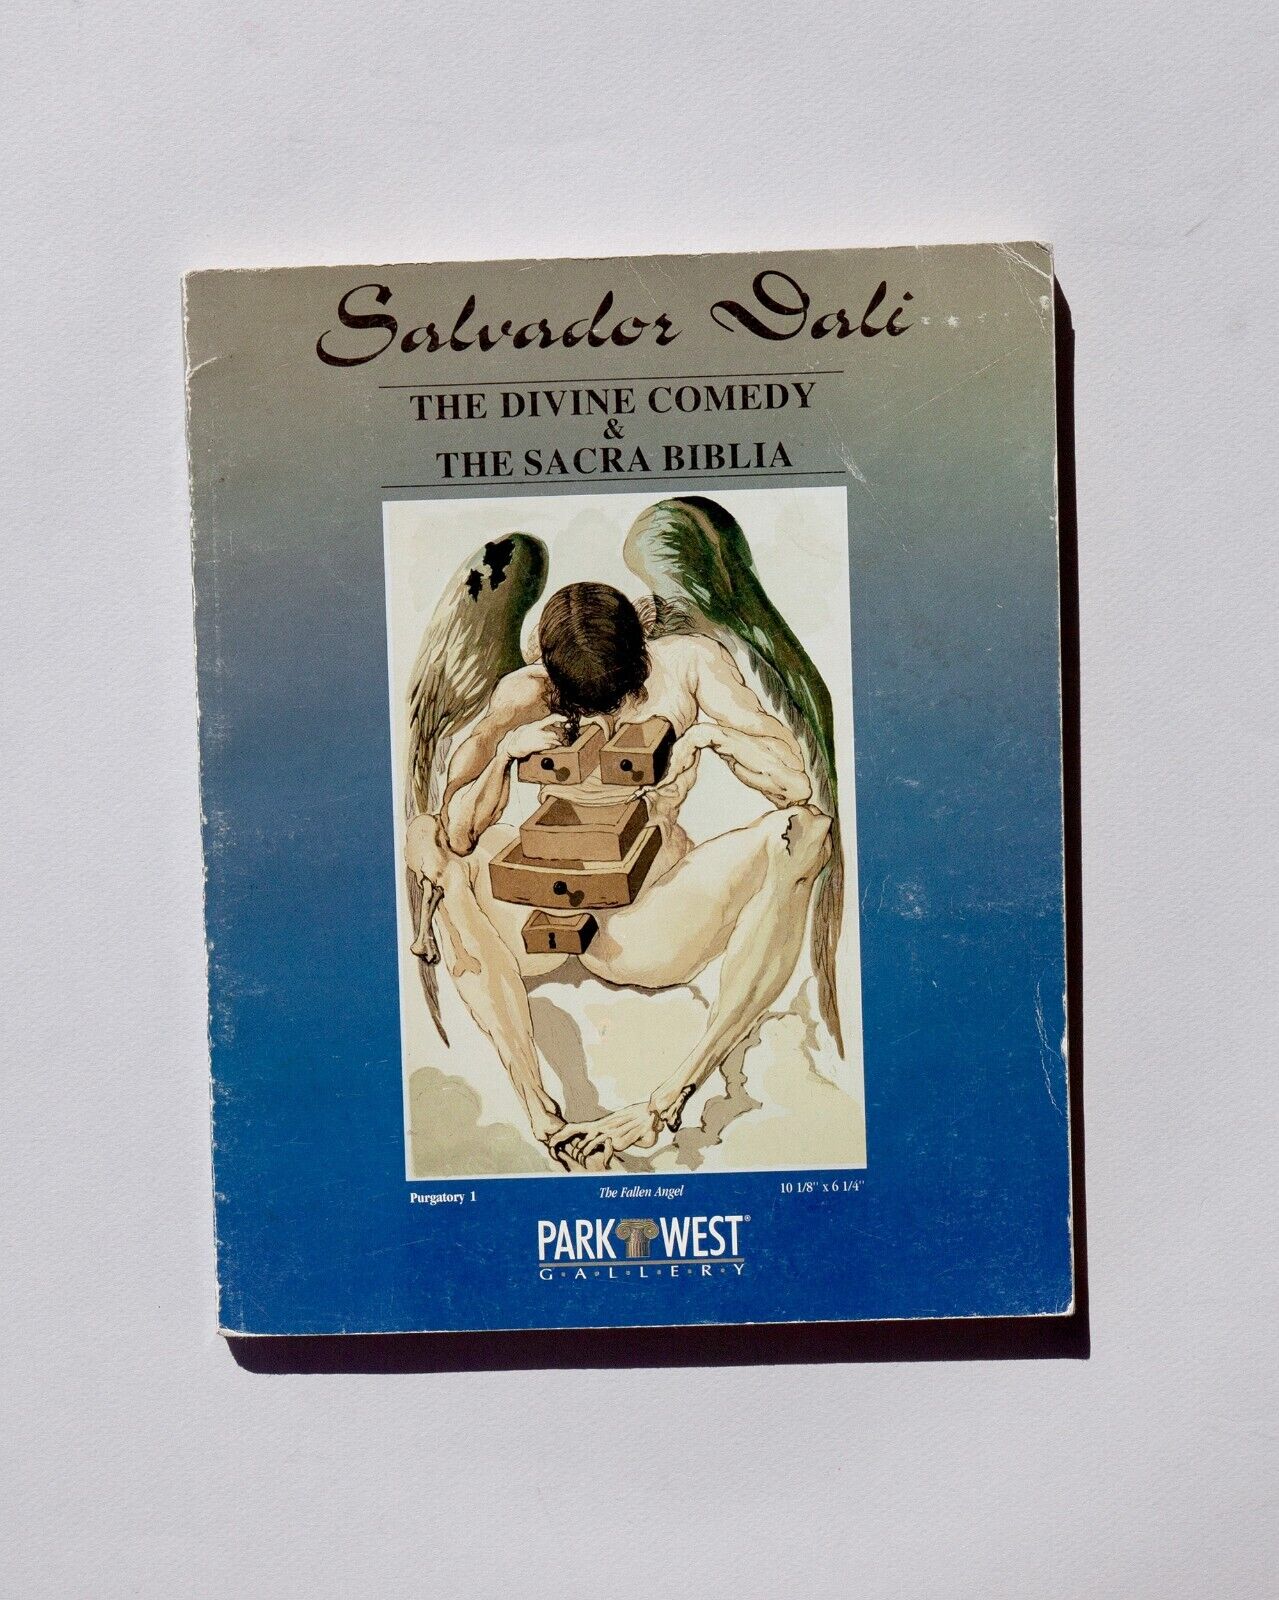 Salvador Dali
THE DIVINE COMEDY
&
THE SACRA BIBLIA
Purgatory 1 The Fallen Angel 10 1/8" x 6 1/4"
PARK WEST®
GALLERY